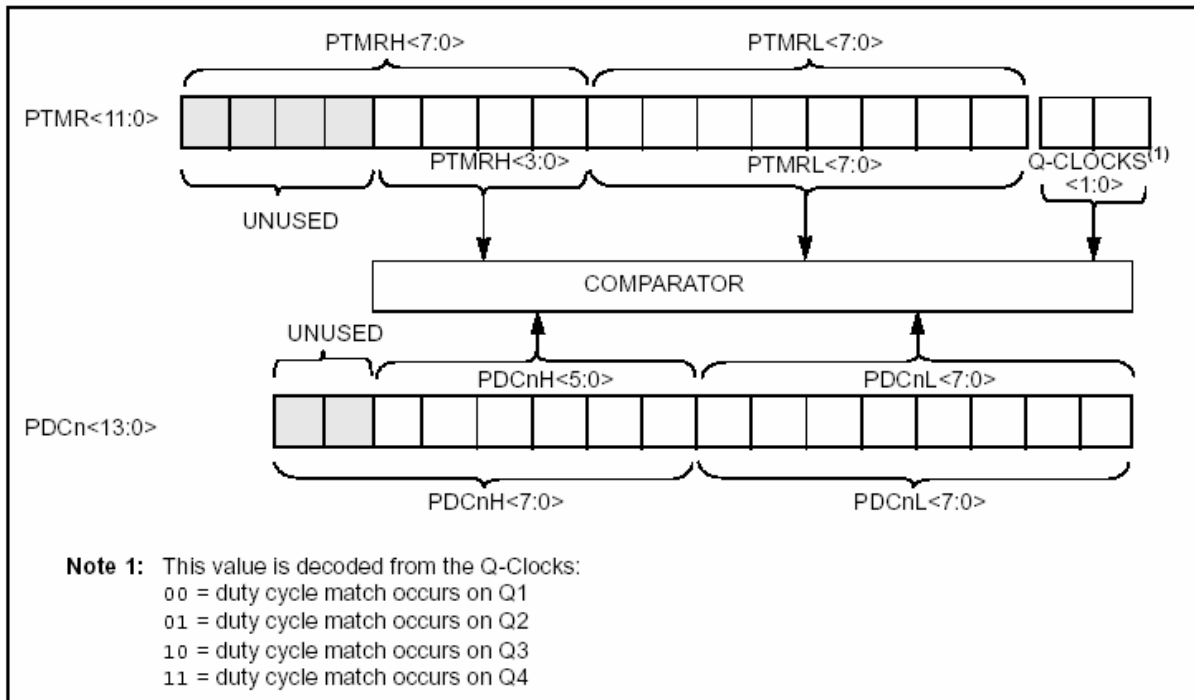 PTMRH<7:0> PTMRL<7:0>
PTMR<11:0>
PTMRH<3:0> PTMRL<7:0> Q-CLOCKS(1)
<1:0>
UNUSED
COMPARATOR
UNUSED
PDCnH<5:0> PDCnL<7:0>
PDCn<13:0>
PDCnH<7:0> PDCnL<7:0>
Note 1: This value is decoded from the Q-Clocks:
00 = duty cycle match occurs on Q1
01 = duty cycle match occurs on Q2
10 = duty cycle match occurs on Q3
11 = duty cycle match occurs on Q4